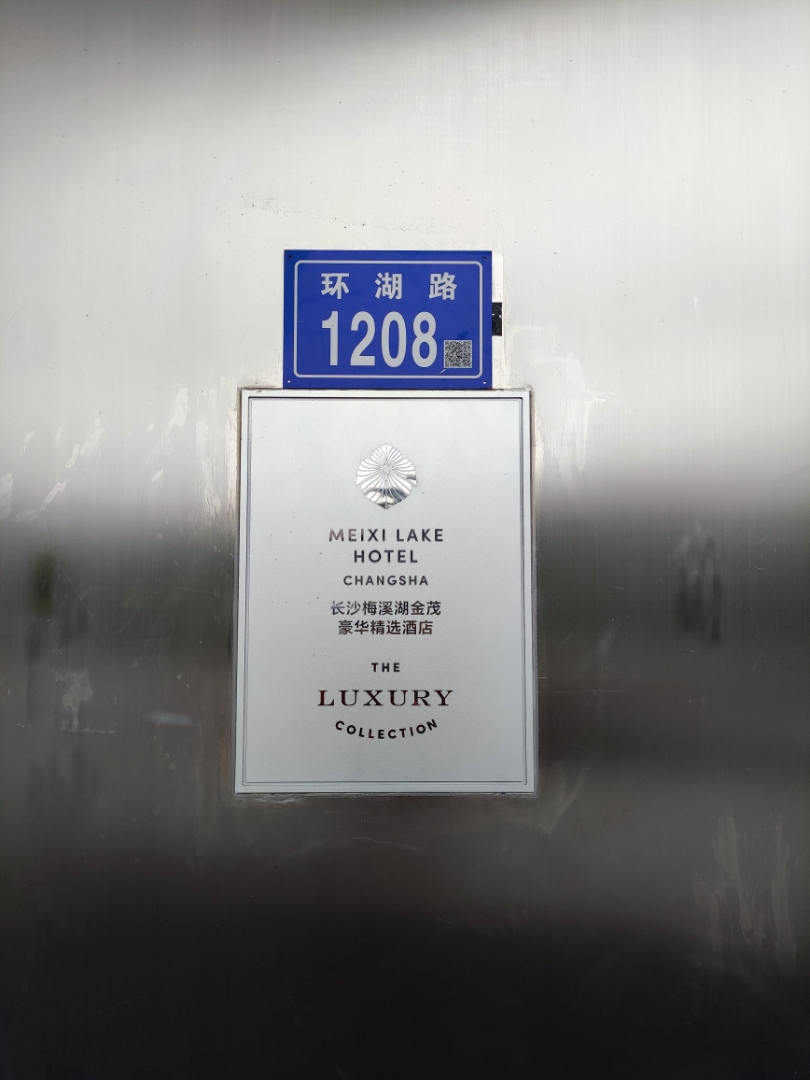 环湖路
1208
MEIXI LAKE
HOTEL
CHANGSHA
长沙梅溪湖金茂
豪华精选酒店
THE
LUXURY
COLLECTION